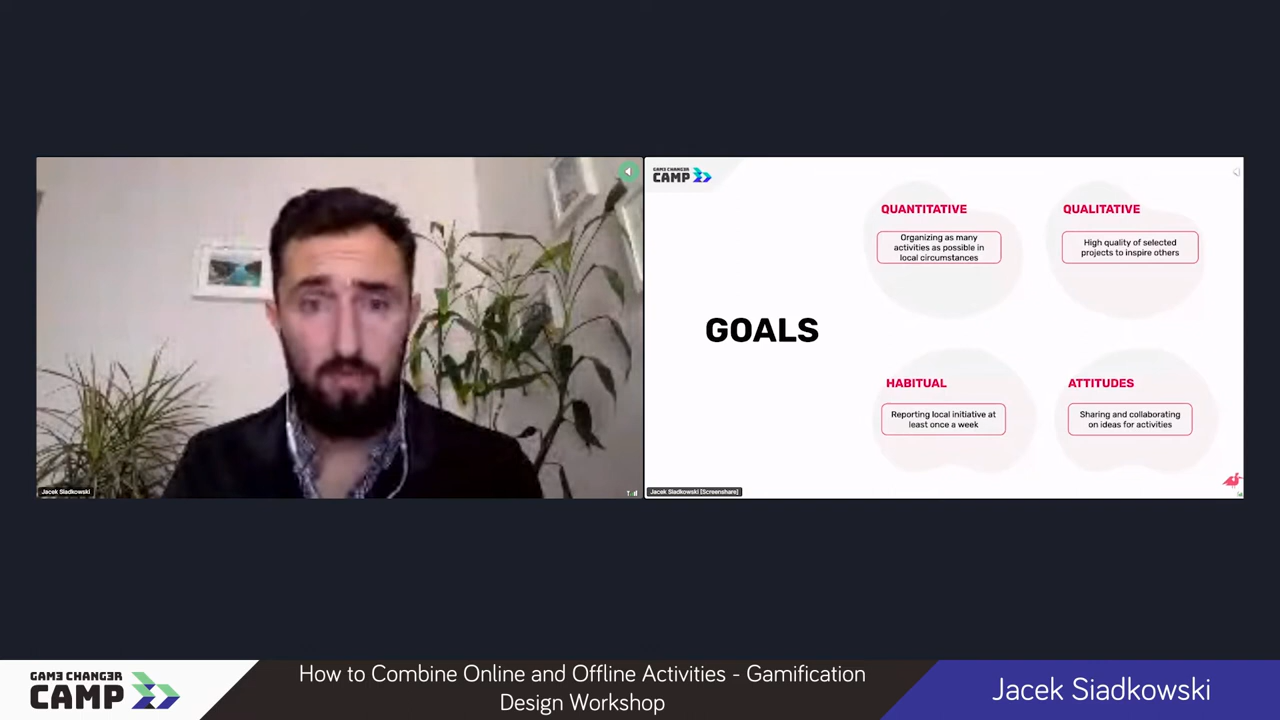 Jacek Siadkowski
GAM3 CHANG3R
CAMP
QUANTITATIVE
Organizing as many
activities as possible in
local circumstances
QUALITATIVE
High quality of selected
projects to inspire others
GOALS
HABITUAL
Reporting local initiative at
least once a week
ATTITUDES
Sharing and collaborating
on ideas for activities
Jacek Siadkowski [Screenshare]
GAM3 CHANG3R
CAMP
How to Combine Online and Offline Activities - Gamification
Design Workshop
Jacek Siadkowski